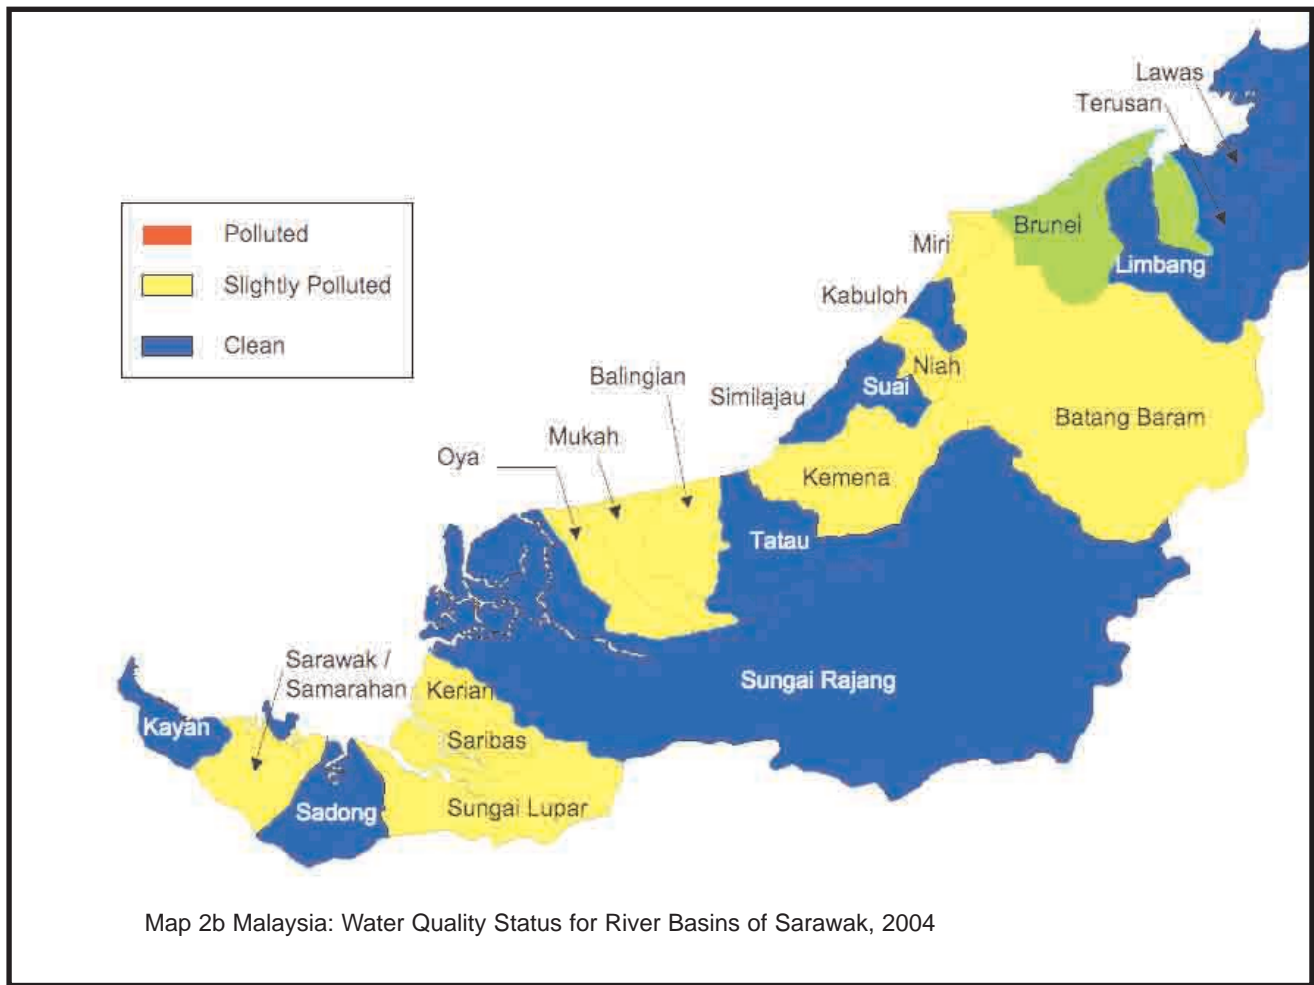 Lawas
Terusan
Polluted
Slightly Polluted
Clean
Brunei
Miri
Limbang
Kabuloh
Niah
Suai
Balingian
Similajau
Batang Baram
Mukah
Oya
Kemena
Tatau
Sarawak /
Samarahan
Sungai Rajang
Kerian
Kayan
Saribas
Sungai Lupar
Sadong
Map 2b Malaysia: Water Quality Status for River Basins of Sarawak, 2004